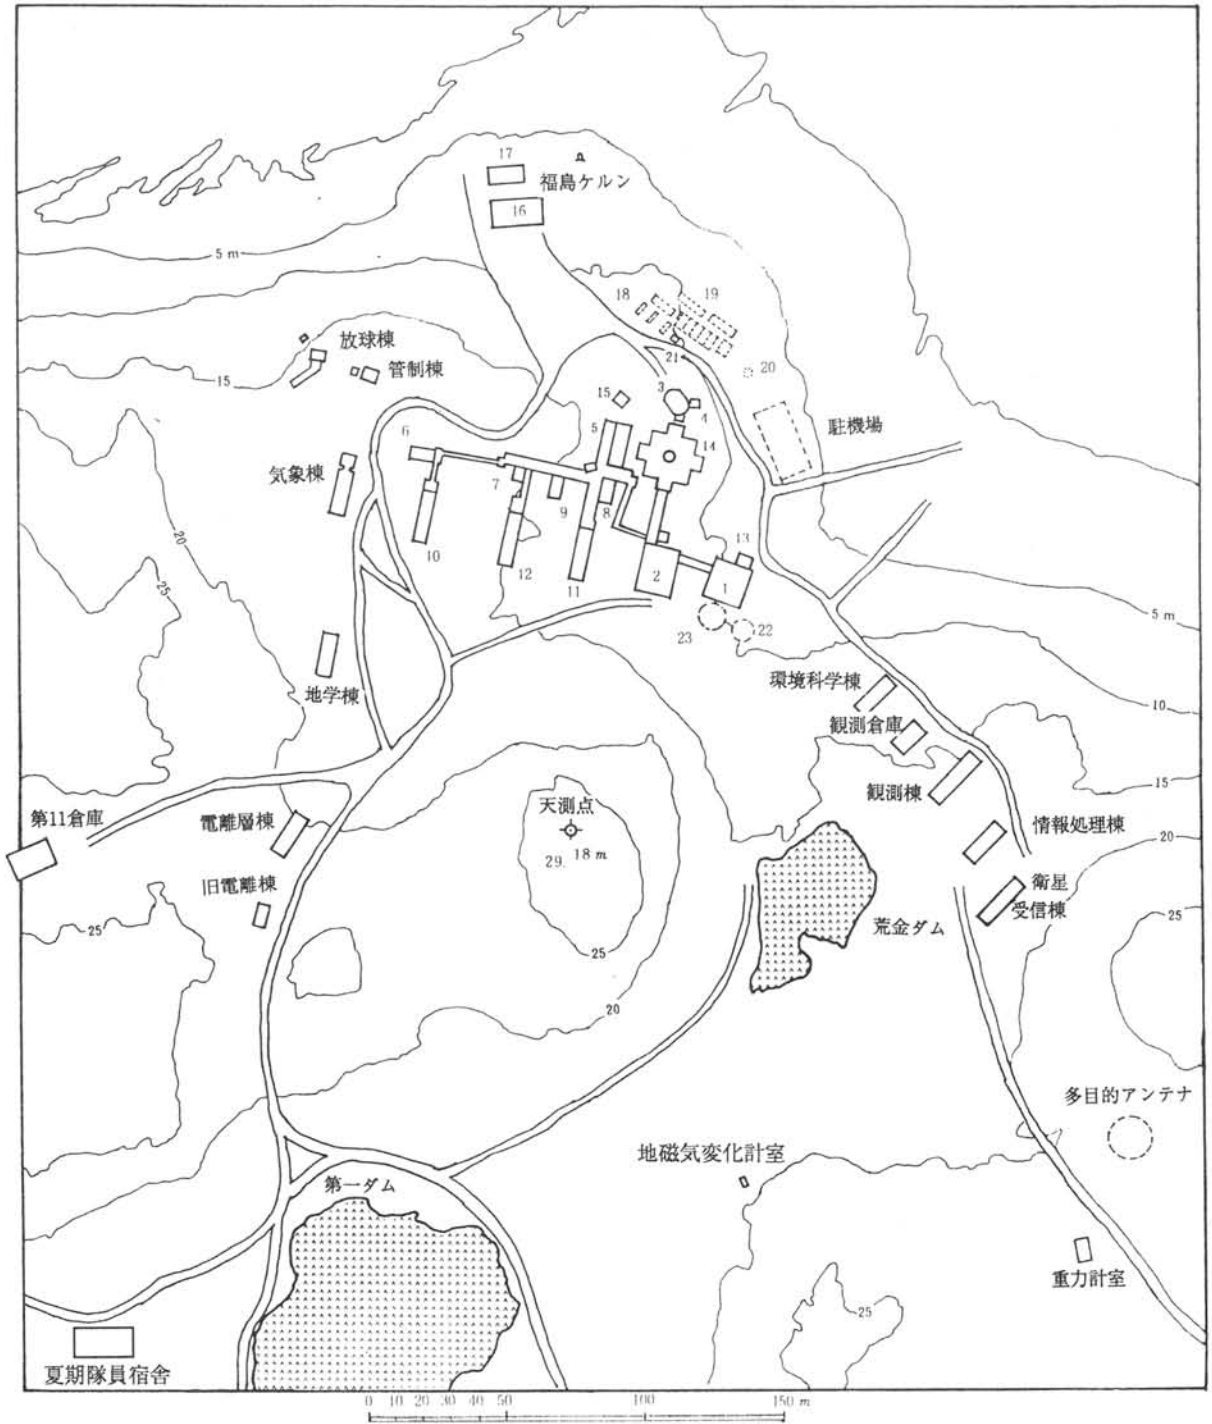 17
福島ケルン
16
5 m
18
19
放球棟
管制棟
21
20
15
3
15
4
駐機場
5
6
14
気象棟
7
9
8
20
10
13
12
2
25
11
1
5 m
23
22
地学棟
環境科学棟
10
観測倉庫
15
天測点
観測棟
第11倉庫
電離層棟
情報処理棟
20
29. 18 m
旧電離棟
衛星
受信棟
25
25
荒金ダム
25
20
多目的アンテナ
地磁気変化計室
第一ダム
重力計室
25
夏期隊員宿舎
0 10 20 30 40 50 100 150 m